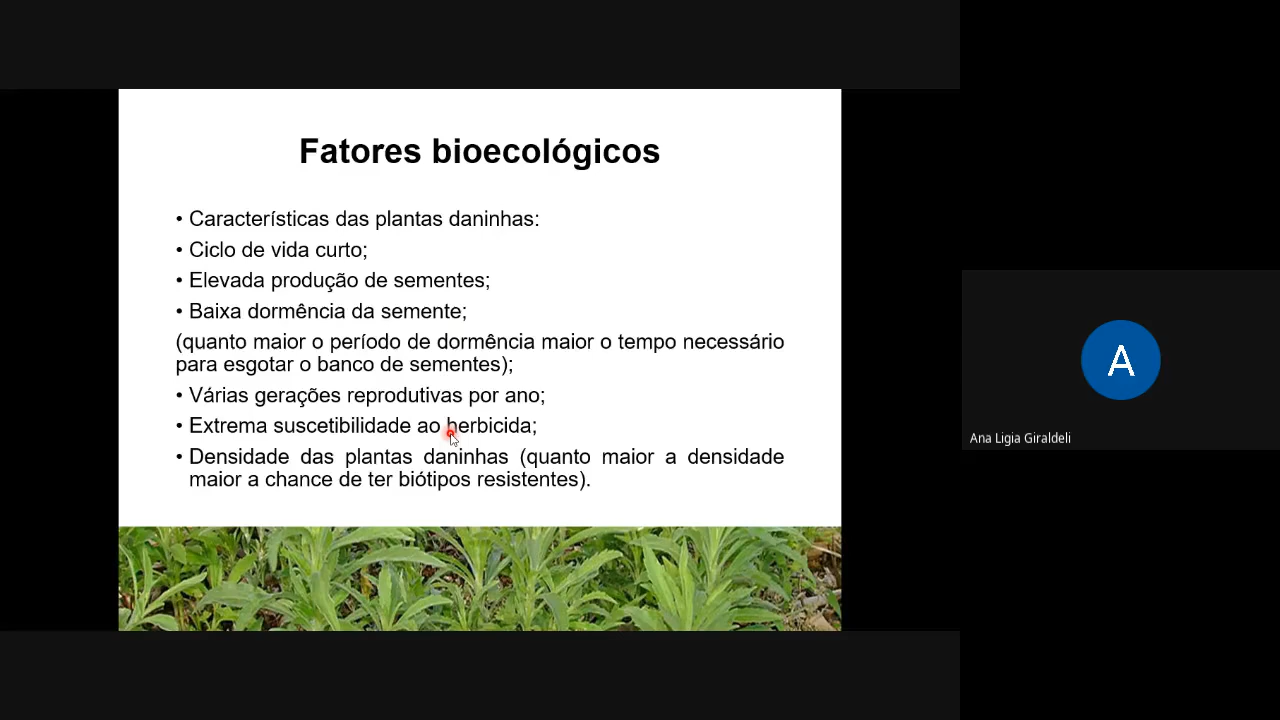 Fatores bioecológicos
• Características das plantas daninhas:
• Ciclo de vida curto;
• Elevada produção de sementes;
• Baixa dormência da semente;
(quanto maior o período de dormência maior o tempo necessário
para esgotar o banco de sementes);
• Várias gerações reprodutivas por ano;
• Extrema suscetibilidade ao herbicida;
• Densidade das plantas daninhas (quanto maior a densidade
maior a chance de ter biótipos resistentes).
A
Ana Ligia Giraldeli